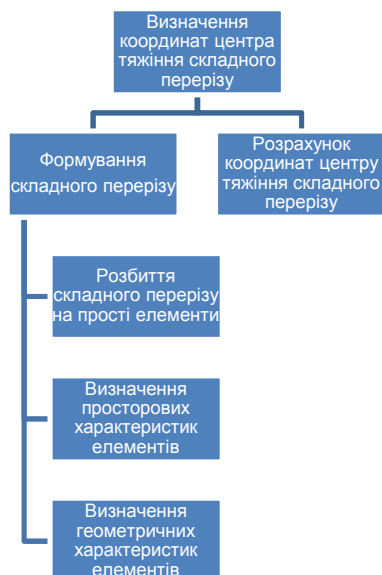 Визначення
координат центра
тяжіння складного
перерізу
Формування
складного перерізу
Розрахунок
координат центру
тяжіння складного
перерізу
Розбиття
складного перерізу
на прості елементи
Визначення
просторових
характеристик
елементів
Визначення
геометричних
характеристик
елементів